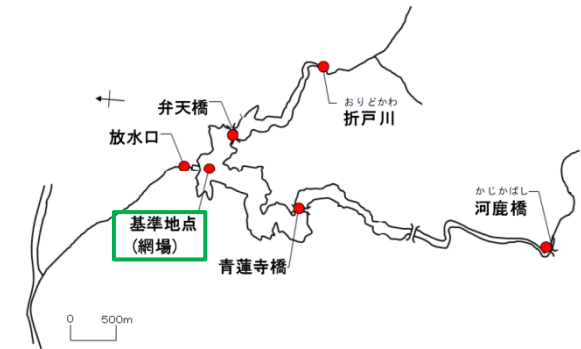 おりどかわ
折戸川
弁天橋
放水口
かじかばし
河鹿橋
基準地点
(網場)
青蓮寺橋
0 500m